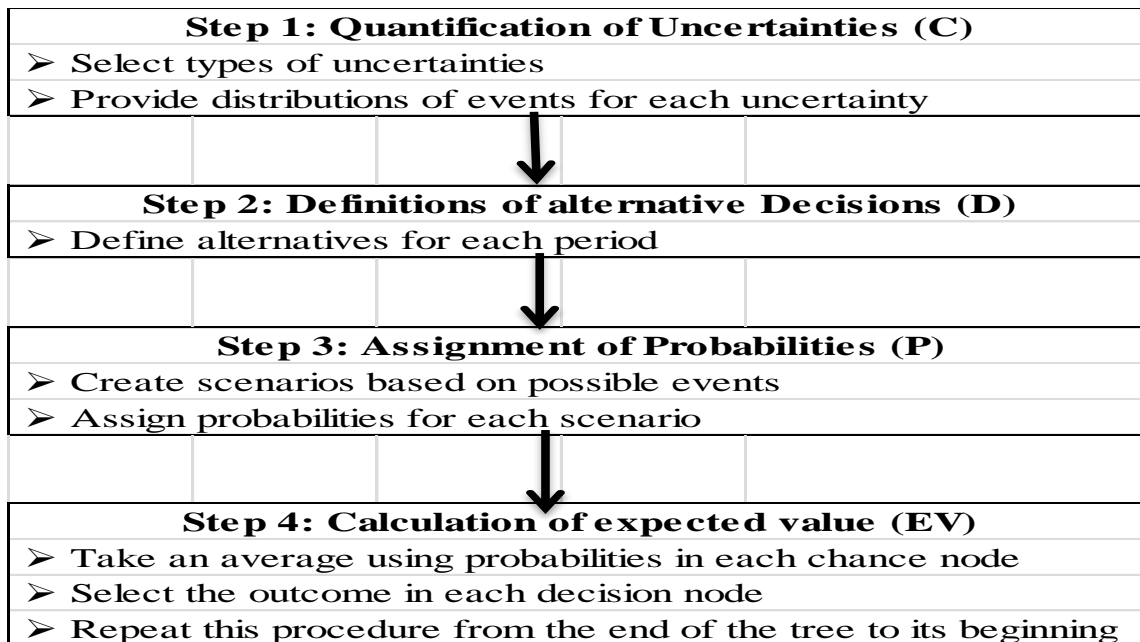 Step 1: Quantification of Uncertainties (C)
➢ Select types of uncertainties
➢ Provide distributions of events for each uncertainty
Step 2: Definitions of alternative Decisions (D)
➢ Define alternatives for each period
Step 3: Assignment of Probabilities (P)
➢ Create scenarios based on possible events
➢ Assign probabilities for each scenario
Step 4: Calculation of expected value (EV)
➢ Take an average using probabilities in each chance node
➢ Select the outcome in each decision node
➢ Repeat this procedure from the end of the tree to its beginning